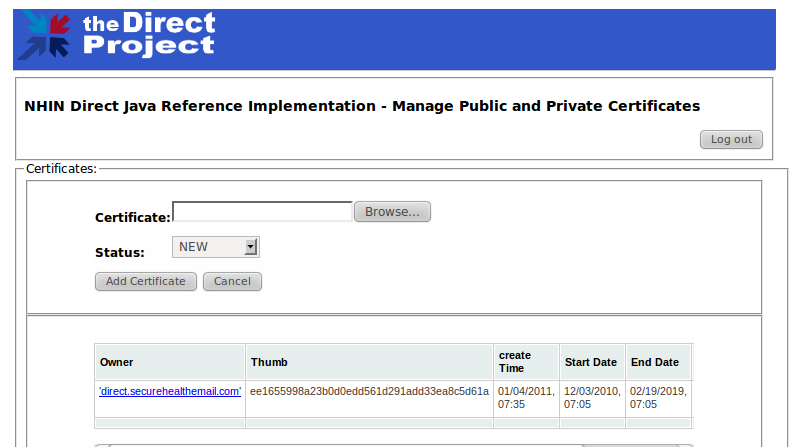 the Direct
Project
NHIN Direct Java Reference Implementation - Manage Public and Private Certificates
Log out
Certificates:
Certificate: Browse...
Status: NEW
Add Certificate Cancel
Owner Thumb create Time Start Date End Date
'direct.securehealthemail.com' ee1655998a23b0d0edd561d291add33ea8c5d61a 01/04/2011, 12/03/2010, 02/19/2019,
07:35 07:05 07:05